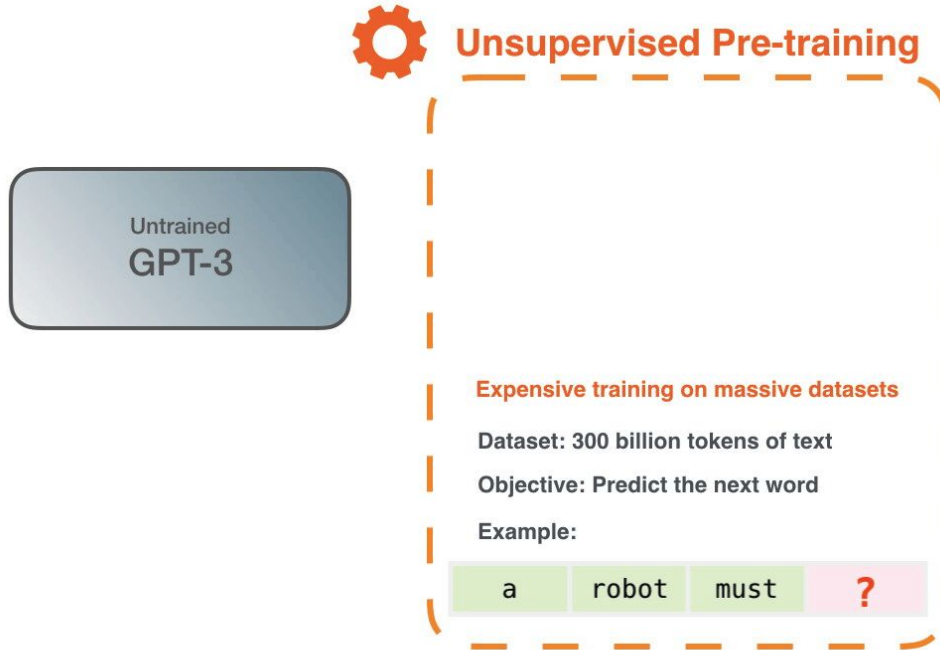 Unsupervised Pre-training
Untrained
GPT-3
Expensive training on massive datasets
Dataset: 300 billion tokens of text
Objective: Predict the next word
Example:
a robot must ?